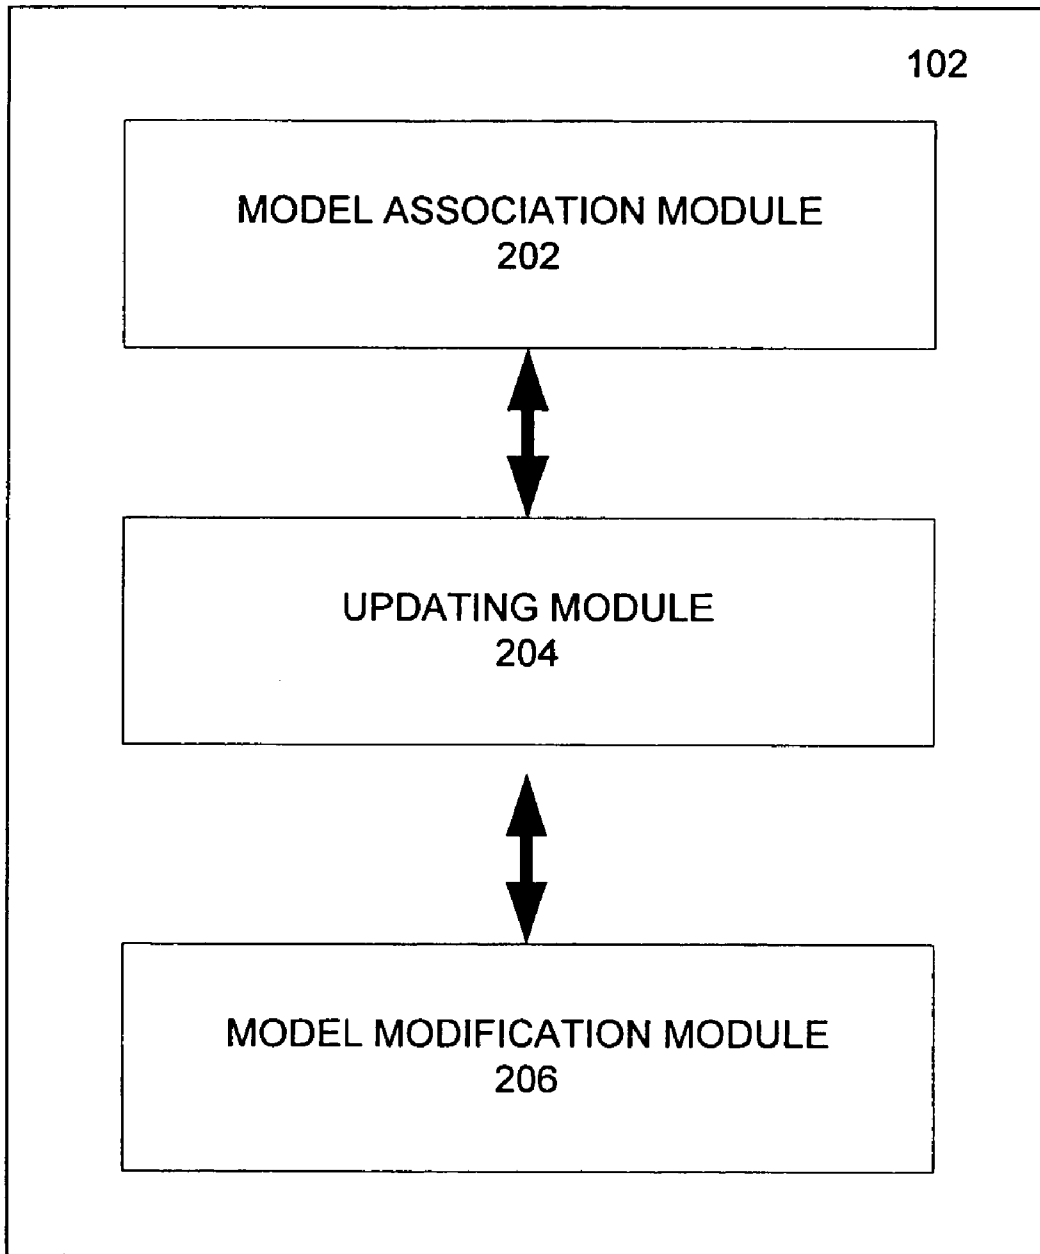 102
MODEL ASSOCIATION MODULE
202
UPDATING MODULE
204
MODEL MODIFICATION MODULE
206